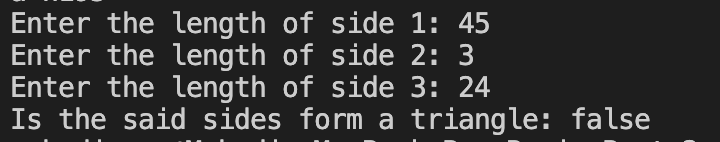 Enter the length of side 1: 45
Enter the length of side 2: 3
Enter the length of side 3: 24
Is the said sides form a triangle: false